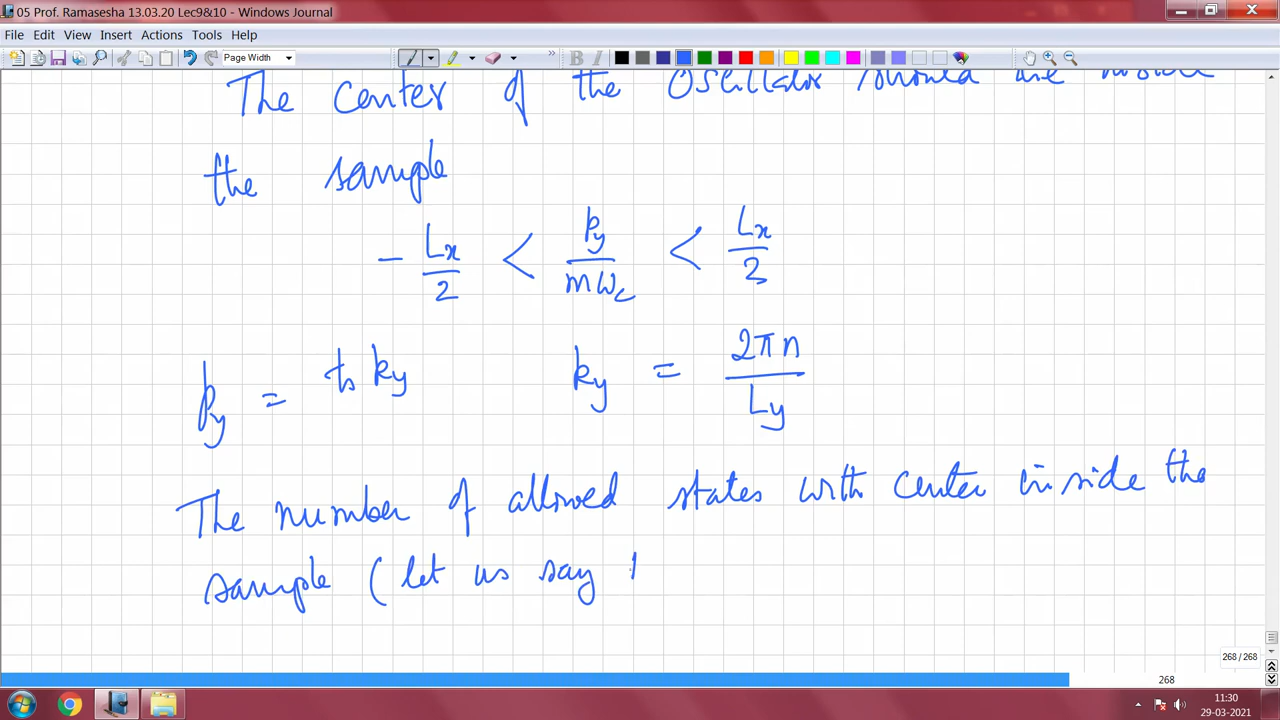 05 Prof. Ramasesha 13.03.20 Lec9&10 - Windows Journal
File Edit View Insert Actions Tools Help
Page Width
The center of the Oscillator should
the sample
- Lx/2 < py/mωc < Lx/2
py = ħ ky ky = 2πn/Ly
The number of allowed states with center inside the
sample (let us say
268/268
268
11:30
29-03-2021